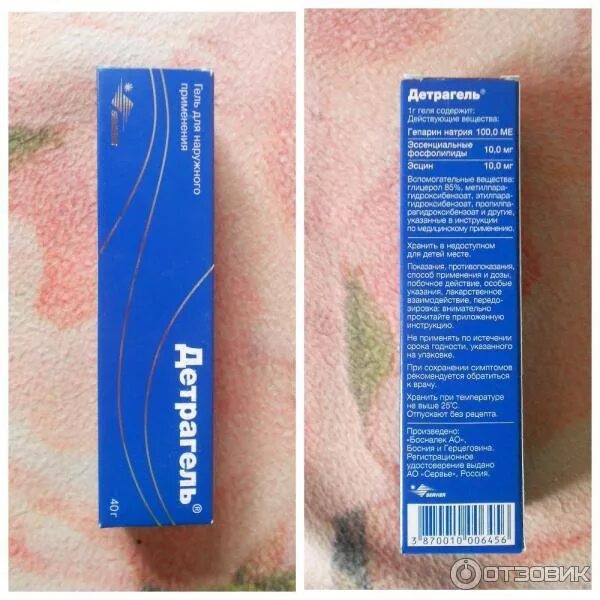 Гель для наружного
применения
SERVIER
Детрагель®
40 г
Детрагель®
1г геля содержит:
Действующие вещества:
Гепарин натрия 100,0 МЕ
Эссенциальные
фосфолипиды 10,0 мг
Эсцин 10,0 мг
Вспомогательные вещества:
глицерол 85%, метилпара-
гидроксибензоат, этилпара-
гидроксибензоат, пропилпа-
рагидроксибензоат и другие,
указанные в инструкции
по медицинскому применению.
Хранить в недоступном
для детей месте.
Показания, противопоказания,
способ применения и дозы,
побочное действие, особые
указания, лекарственное
взаимодействие, передо-
зировка: внимательно
прочитайте приложенную
инструкцию.
Не применять по истечении
срока годности, указанного
на упаковке.
При сохранении симптомов
рекомендуется обратиться
к врачу.
Хранить при температуре
не выше 25°С.
Отпускают без рецепта.
Произведено:
«Босналек АО»,
Босния и Герцеговина.
Регистрационное
удостоверение выдано
АО «Сервье», Россия.
SERVIER
3 870010 006456
ОТЗОВИК